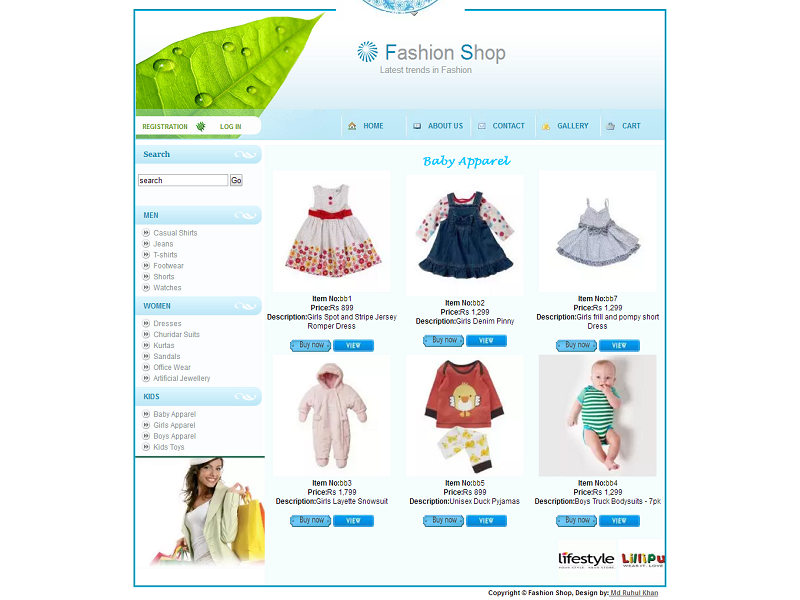 Fashion Shop
Latest trends in Fashion
REGISTRATION LOG IN
HOME ABOUT US CONTACT GALLERY CART
Search
search Go
MEN
Casual Shirts
Jeans
T-shirts
Footwear
Shorts
Watches
WOMEN
Dresses
Churidar Suits
Kurtas
Sandals
Office Wear
Artificial Jewellery
KIDS
Baby Apparel
Girls Apparel
Boys Apparel
Kids Toys
Baby Apparel
Item No:bb1
Price:Rs 899
Description:Girls Spot and Stripe Jersey
Romper Dress
Buy now VIEW
Item No:bb2
Price:Rs 1,299
Description:Girls Denim Pinny
Buy now VIEW
Item No:bb7
Price:Rs 1,299
Description:Girls frill and pompy short
Dress
Buy now VIEW
Item No:bb3
Price:Rs 1,799
Description:Girls Layette Snowsuit
Buy now VIEW
Item No:bb5
Price:Rs 899
Description:Unisex Duck Pyjamas
Buy now VIEW
Item No:bb4
Price:Rs 1,299
Description:Boys Truck Bodysuits - 7pk
Buy now VIEW
lifestyle
YOUR STYLE. YOUR STORE.
LILLIPU
WEAR IT. LOVE
Copyright © Fashion Shop, Design by: Md Ruhul Khan